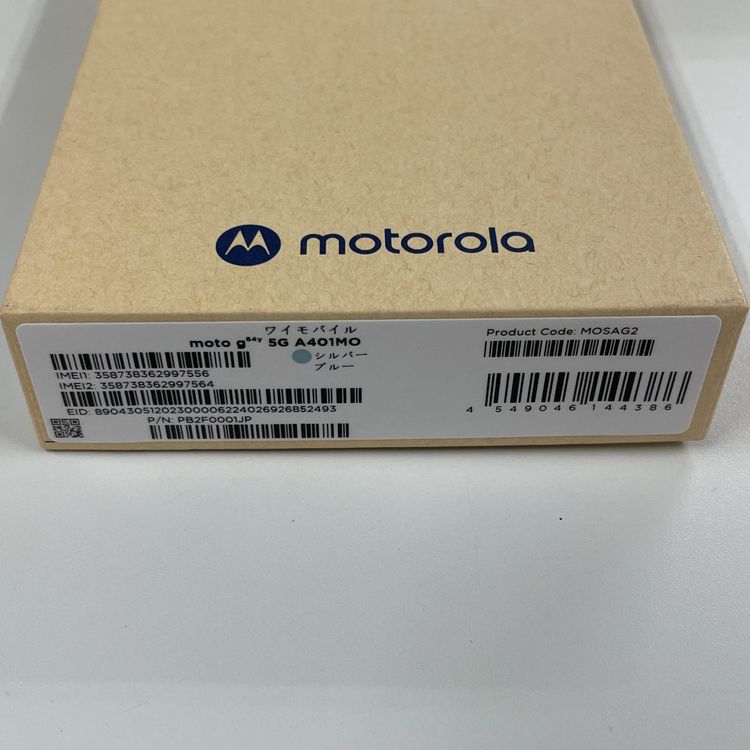 motorola
ワイモバイル
moto g⁶⁴ʸ 5G A401MO
シルバー
ブルー
IMEI1: 358738362997556
IMEI2: 358738362997564
EID: 89043051202300006224026926852493
P/N: PB2F0001JP
Product Code: MOSAG2
4 549046 144386